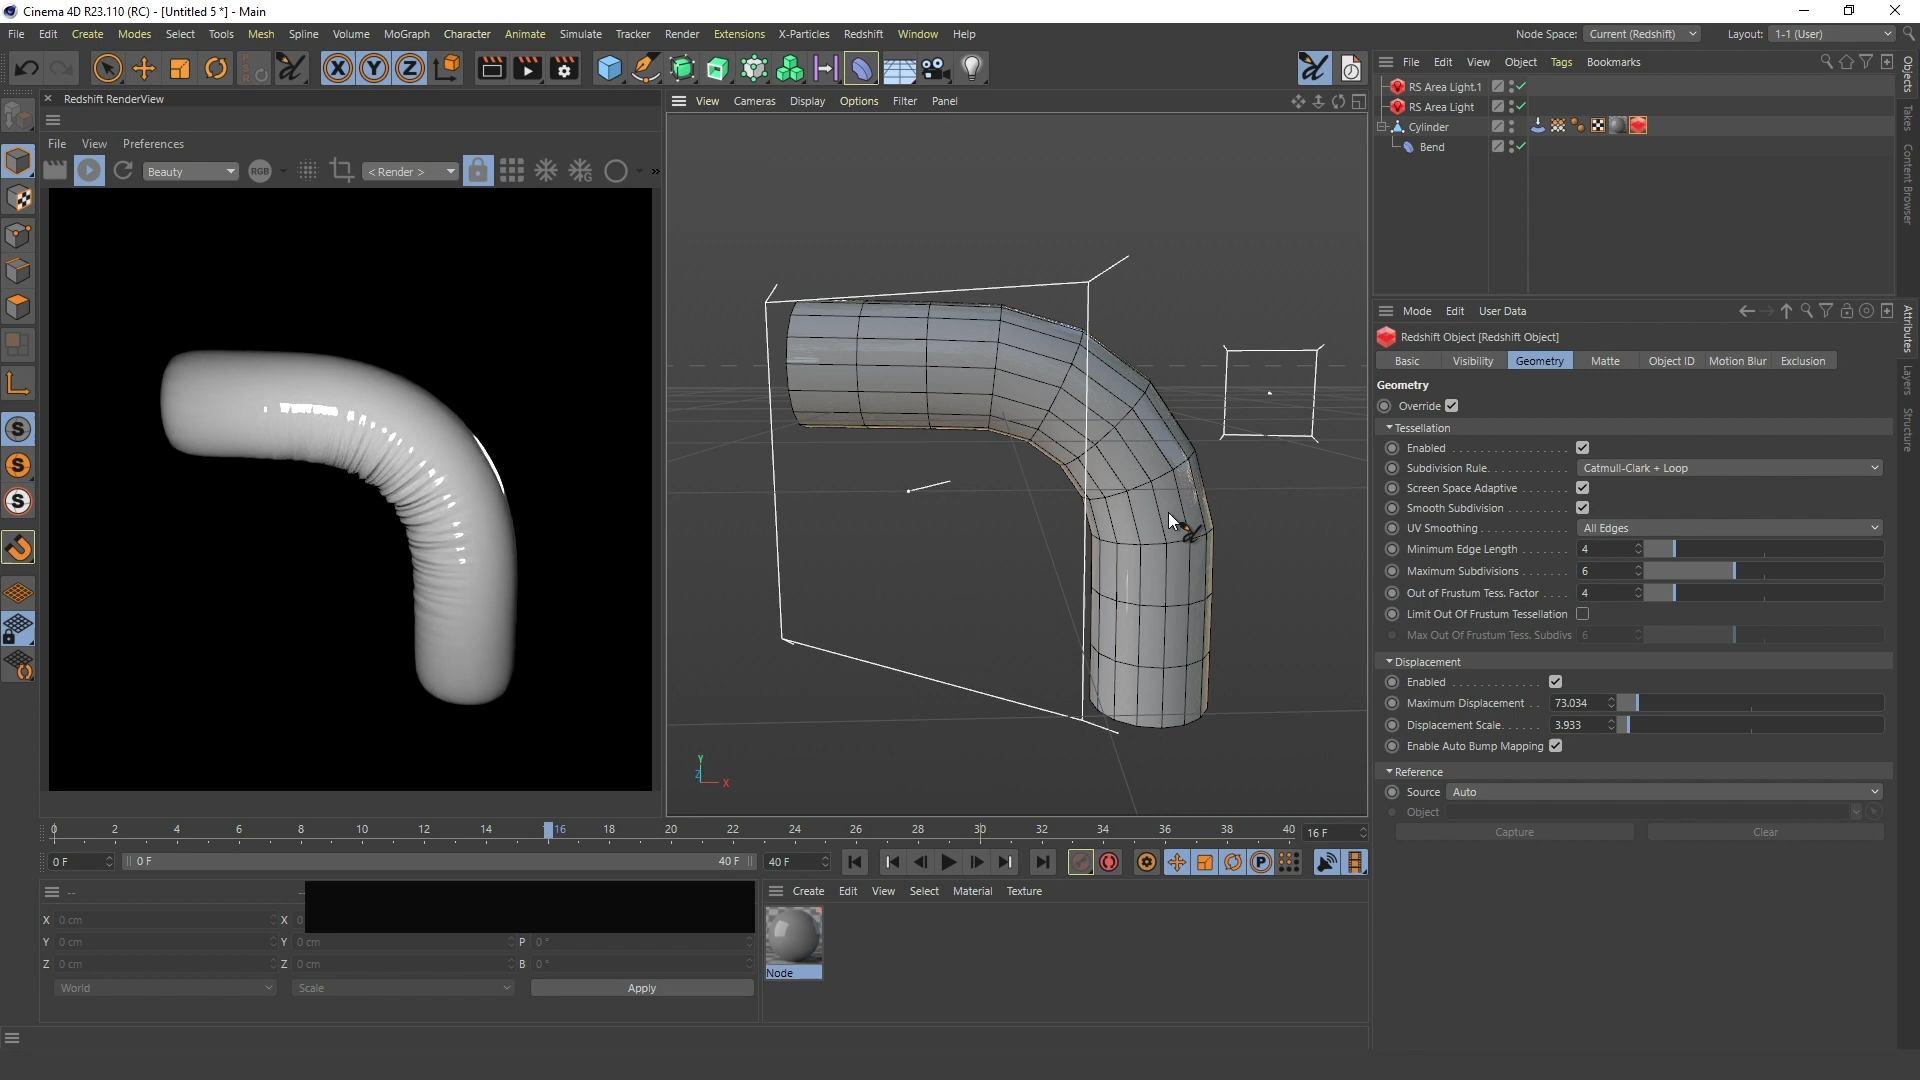 Cinema 4D R23.110 (RC) - [Untitled 5 *] - Main
File Edit Create Modes Select Tools Mesh Spline Volume MoGraph Character Animate Simulate Tracker Render Extensions X-Particles Redshift Window Help
Node Space: Current (Redshift) Layout: 1-1 (User)
X Y Z
PSR
Redshift RenderView
File View Preferences
Beauty RGB < Render >
View Cameras Display Options Filter Panel
Y
Z
X
File Edit View Object Tags Bookmarks
RS Area Light.1
RS Area Light
Cylinder
Bend
Objects
Takes
Content Browser
Attributes
Layers
Structure
Mode Edit User Data
Redshift Object [Redshift Object]
Basic Visibility Geometry Matte Object ID Motion Blur Exclusion
Geometry
Override
Tessellation
Enabled
Subdivision Rule Catmull-Clark + Loop
Screen Space Adaptive
Smooth Subdivision
UV Smoothing All Edges
Minimum Edge Length 4
Maximum Subdivisions 6
Out of Frustum Tess. Factor 4
Limit Out Of Frustum Tessellation
Max Out Of Frustum Tess. Subdivs 6
Displacement
Enabled
Maximum Displacement 73.034
Displacement Scale 3.933
Enable Auto Bump Mapping
Reference
Source Auto
Object
Capture Clear
S
S
S
0 2 4 6 8 10 12 14 16 18 20 22 24 26 28 30 32 34 36 38 40 16 F
0 F 0 F 40 F 40 F
P
-- --
X 0 cm X 0
Y 0 cm Y 0 cm P 0 °
Z 0 cm Z 0 cm B 0 °
World Scale Apply
Create Edit View Select Material Texture
Node